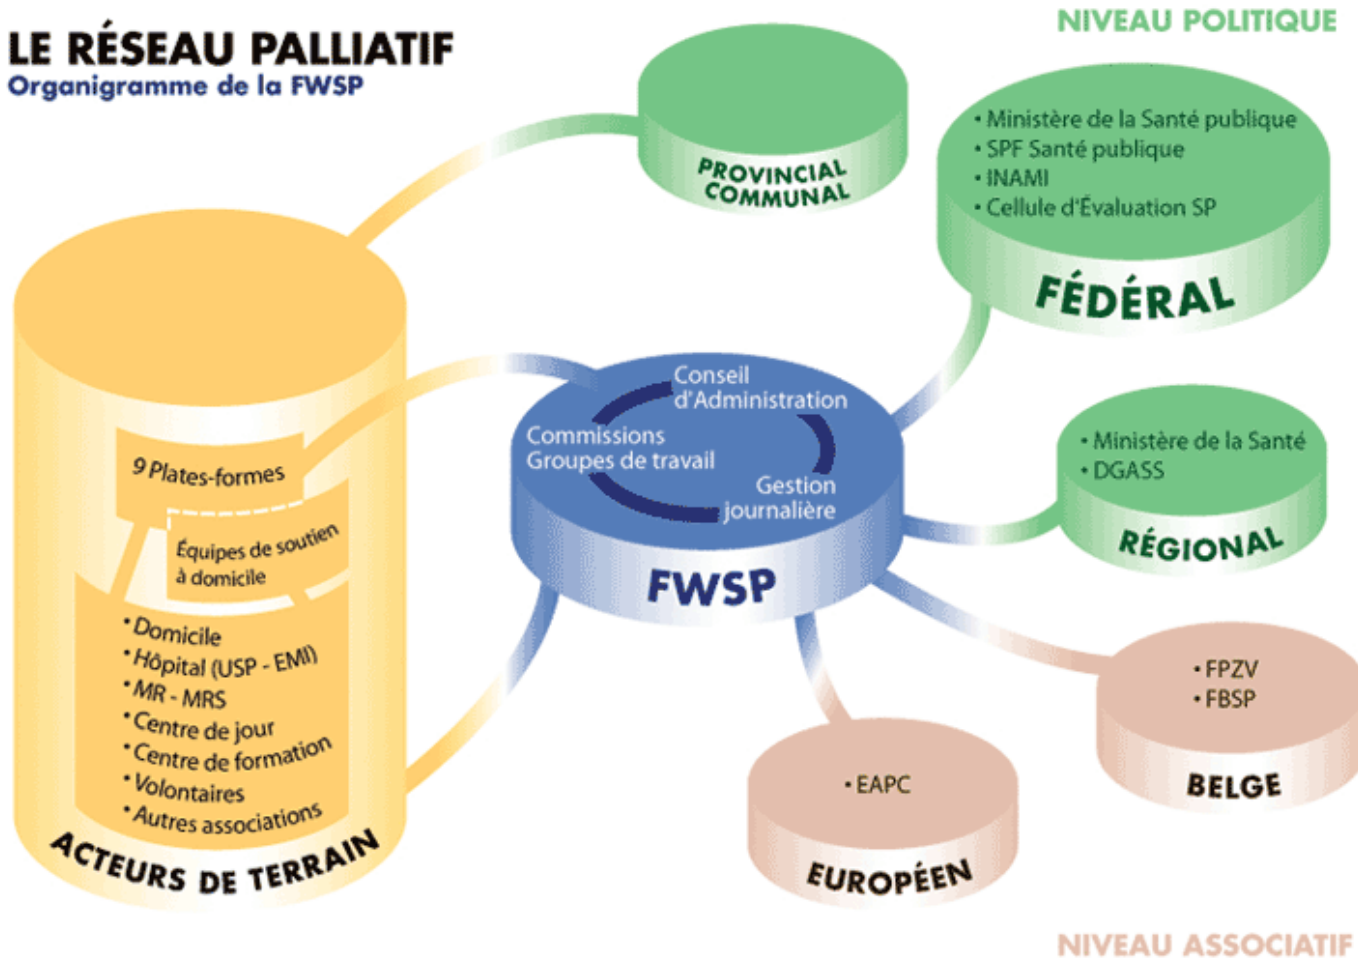 LE RÉSEAU PALLIATIF
Organigramme de la FWSP
NIVEAU POLITIQUE
PROVINCIAL
COMMUNAL
• Ministère de la Santé publique
• SPF Santé publique
• INAMI
• Cellule d'Évaluation SP
FÉDÉRAL
Conseil
d'Administration
Commissions
Groupes de travail
Gestion
journalière
FWSP
• Ministère de la Santé
• DGASS
RÉGIONAL
9 Plates-formes
Équipes de soutien
à domicile
• Domicile
• Hôpital (USP - EMI)
• MR - MRS
• Centre de jour
• Centre de formation
• Volontaires
• Autres associations
ACTEURS DE TERRAIN
• FPZV
• FBSP
BELGE
• EAPC
EUROPÉEN
NIVEAU ASSOCIATIF